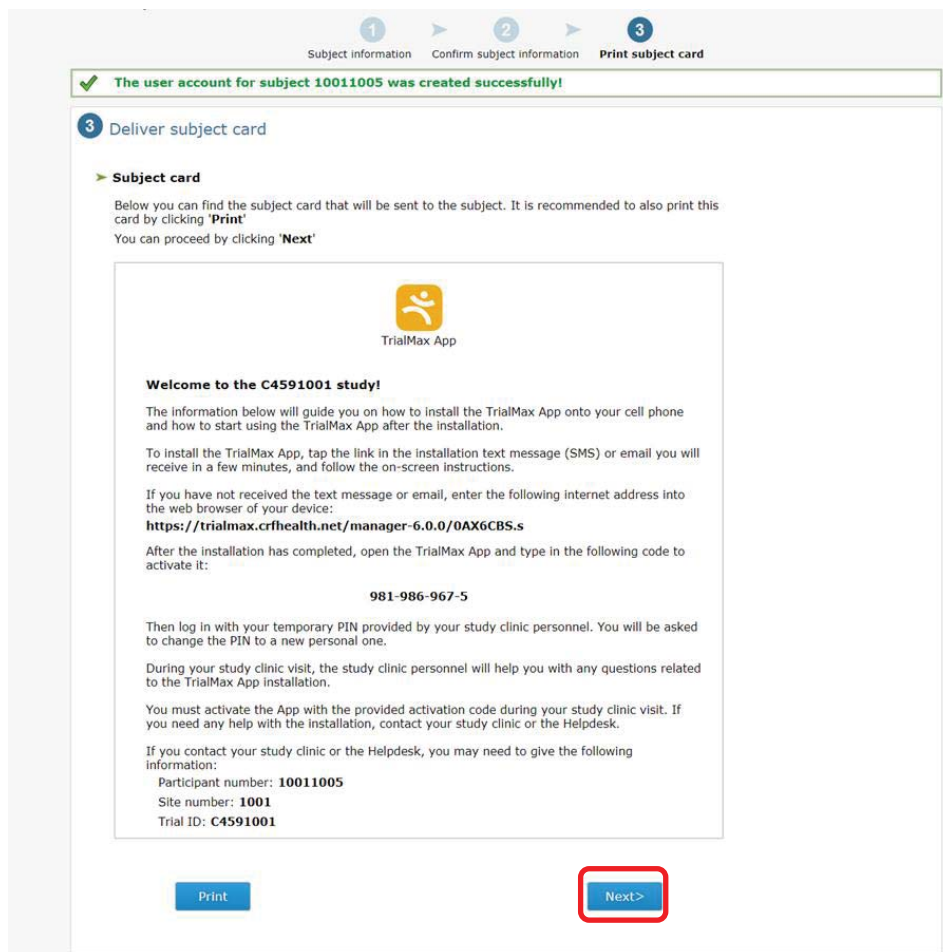 1 ➤ 2 ➤ 3
Subject information Confirm subject information Print subject card
The user account for subject 10011005 was created successfully!
3 Deliver subject card
➤ Subject card
Below you can find the subject card that will be sent to the subject. It is recommended to also print this
card by clicking 'Print'
You can proceed by clicking 'Next'
TrialMax App
Welcome to the C4591001 study!
The information below will guide you on how to install the TrialMax App onto your cell phone
and how to start using the TrialMax App after the installation.
To install the TrialMax App, tap the link in the installation text message (SMS) or email you will
receive in a few minutes, and follow the on-screen instructions.
If you have not received the text message or email, enter the following internet address into
the web browser of your device:
https://trialmax.crfhealth.net/manager-6.0.0/0AX6CBS.s
After the installation has completed, open the TrialMax App and type in the following code to
activate it:
981-986-967-5
Then log in with your temporary PIN provided by your study clinic personnel. You will be asked
to change the PIN to a new personal one.
During your study clinic visit, the study clinic personnel will help you with any questions related
to the TrialMax App installation.
You must activate the App with the provided activation code during your study clinic visit. If
you need any help with the installation, contact your study clinic or the Helpdesk.
If you contact your study clinic or the Helpdesk, you may need to give the following
information:
Participant number: 10011005
Site number: 1001
Trial ID: C4591001
Print Next>